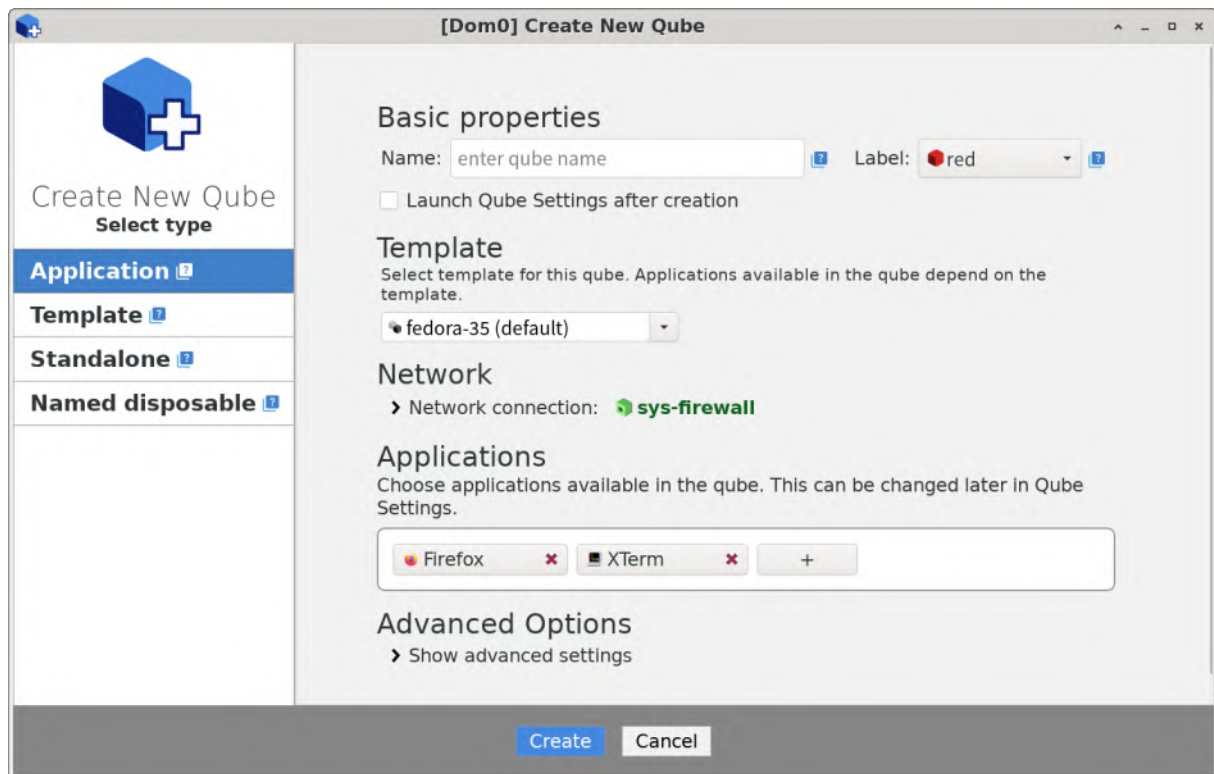 [Dom0] Create New Qube
Create New Qube
Select type
Application ?
Template ?
Standalone ?
Named disposable ?
Basic properties
Name: enter qube name ? Label: red ?
Launch Qube Settings after creation
Template
Select template for this qube. Applications available in the qube depend on the
template.
fedora-35 (default)
Network
Network connection: sys-firewall
Applications
Choose applications available in the qube. This can be changed later in Qube
Settings.
Firefox XTerm +
Advanced Options
Show advanced settings
Create Cancel